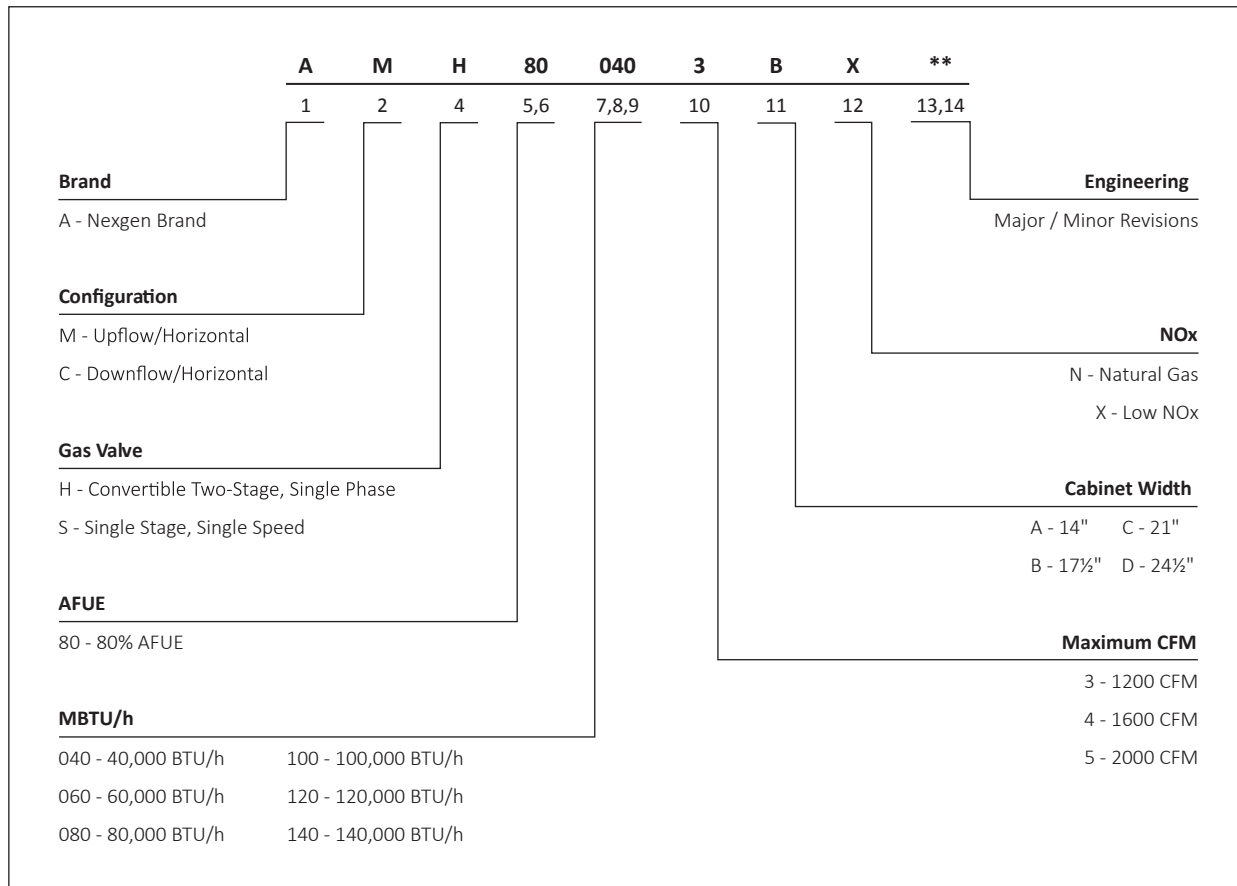 A M H 80 040 3 B X **
1 2 4 5,6 7,8,9 10 11 12 13,14
Brand
A - Nexgen Brand
Configuration
M - Upflow/Horizontal
C - Downflow/Horizontal
Gas Valve
H - Convertible Two-Stage, Single Phase
S - Single Stage, Single Speed
AFUE
80 - 80% AFUE
MBTU/h
040 - 40,000 BTU/h 100 - 100,000 BTU/h
060 - 60,000 BTU/h 120 - 120,000 BTU/h
080 - 80,000 BTU/h 140 - 140,000 BTU/h
Engineering
Major / Minor Revisions
NOx
N - Natural Gas
X - Low NOx
Cabinet Width
A - 14" C - 21"
B - 17½" D - 24½"
Maximum CFM
3 - 1200 CFM
4 - 1600 CFM
5 - 2000 CFM